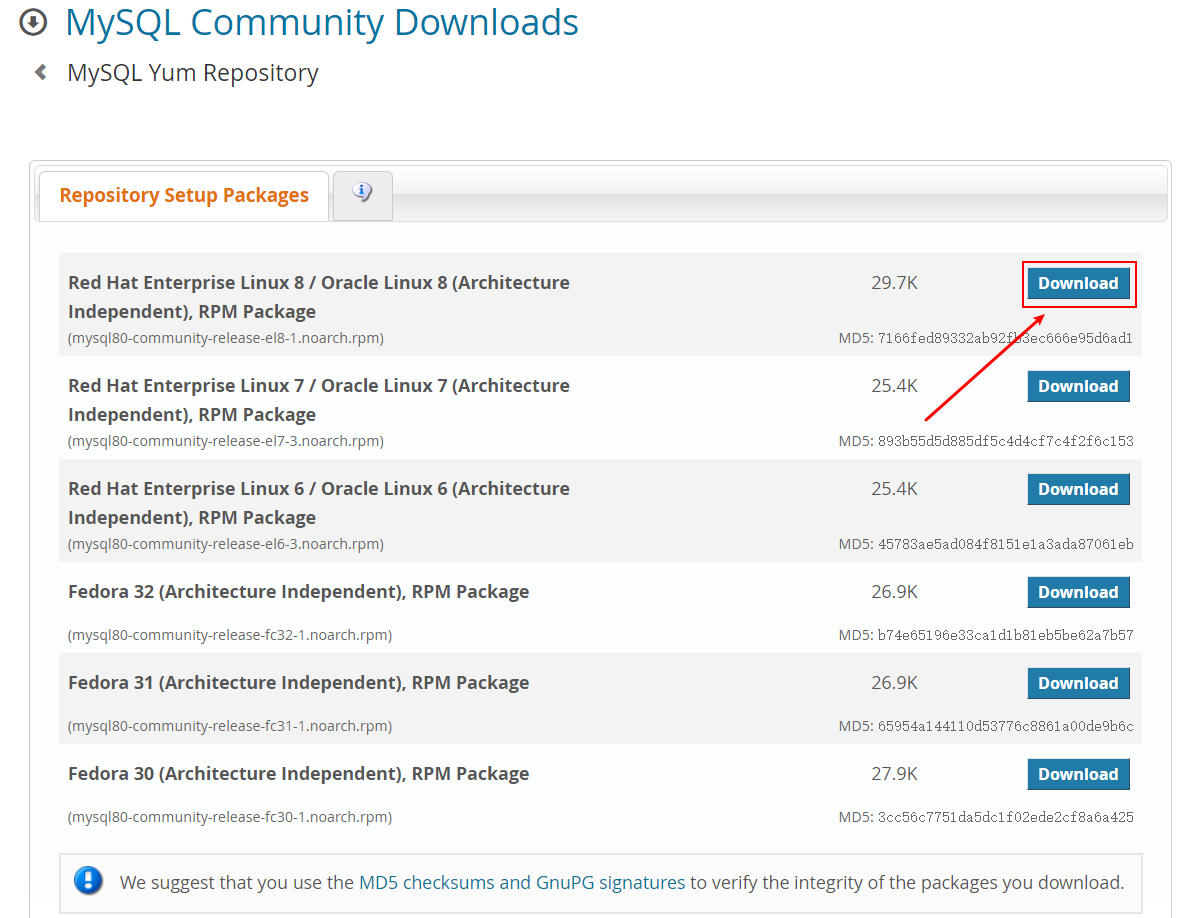 MySQL Community Downloads
MySQL Yum Repository
Repository Setup Packages
Red Hat Enterprise Linux 8 / Oracle Linux 8 (Architecture Independent), RPM Package
29.7K
Download
(mysql80-community-release-el8-1.noarch.rpm)
MD5: 7166fed89332ab92fb3ec666e95d6ad1
Red Hat Enterprise Linux 7 / Oracle Linux 7 (Architecture Independent), RPM Package
25.4K
Download
(mysql80-community-release-el7-3.noarch.rpm)
MD5: 893b55d5d885df5c4d4cf7c4f2f6c153
Red Hat Enterprise Linux 6 / Oracle Linux 6 (Architecture Independent), RPM Package
25.4K
Download
(mysql80-community-release-el6-3.noarch.rpm)
MD5: 45783ae5ad084f8151e1a3ada87061eb
Fedora 32 (Architecture Independent), RPM Package
26.9K
Download
(mysql80-community-release-fc32-1.noarch.rpm)
MD5: b74e65196e33ca1d1b81eb5be62a7b57
Fedora 31 (Architecture Independent), RPM Package
26.9K
Download
(mysql80-community-release-fc31-1.noarch.rpm)
MD5: 65954a144110d53776c8861a00de9b6c
Fedora 30 (Architecture Independent), RPM Package
27.9K
Download
(mysql80-community-release-fc30-1.noarch.rpm)
MD5: 3cc56c7751da5dc1f02ede2cf8a6a425
We suggest that you use the MD5 checksums and GnuPG signatures to verify the integrity of the packages you download.